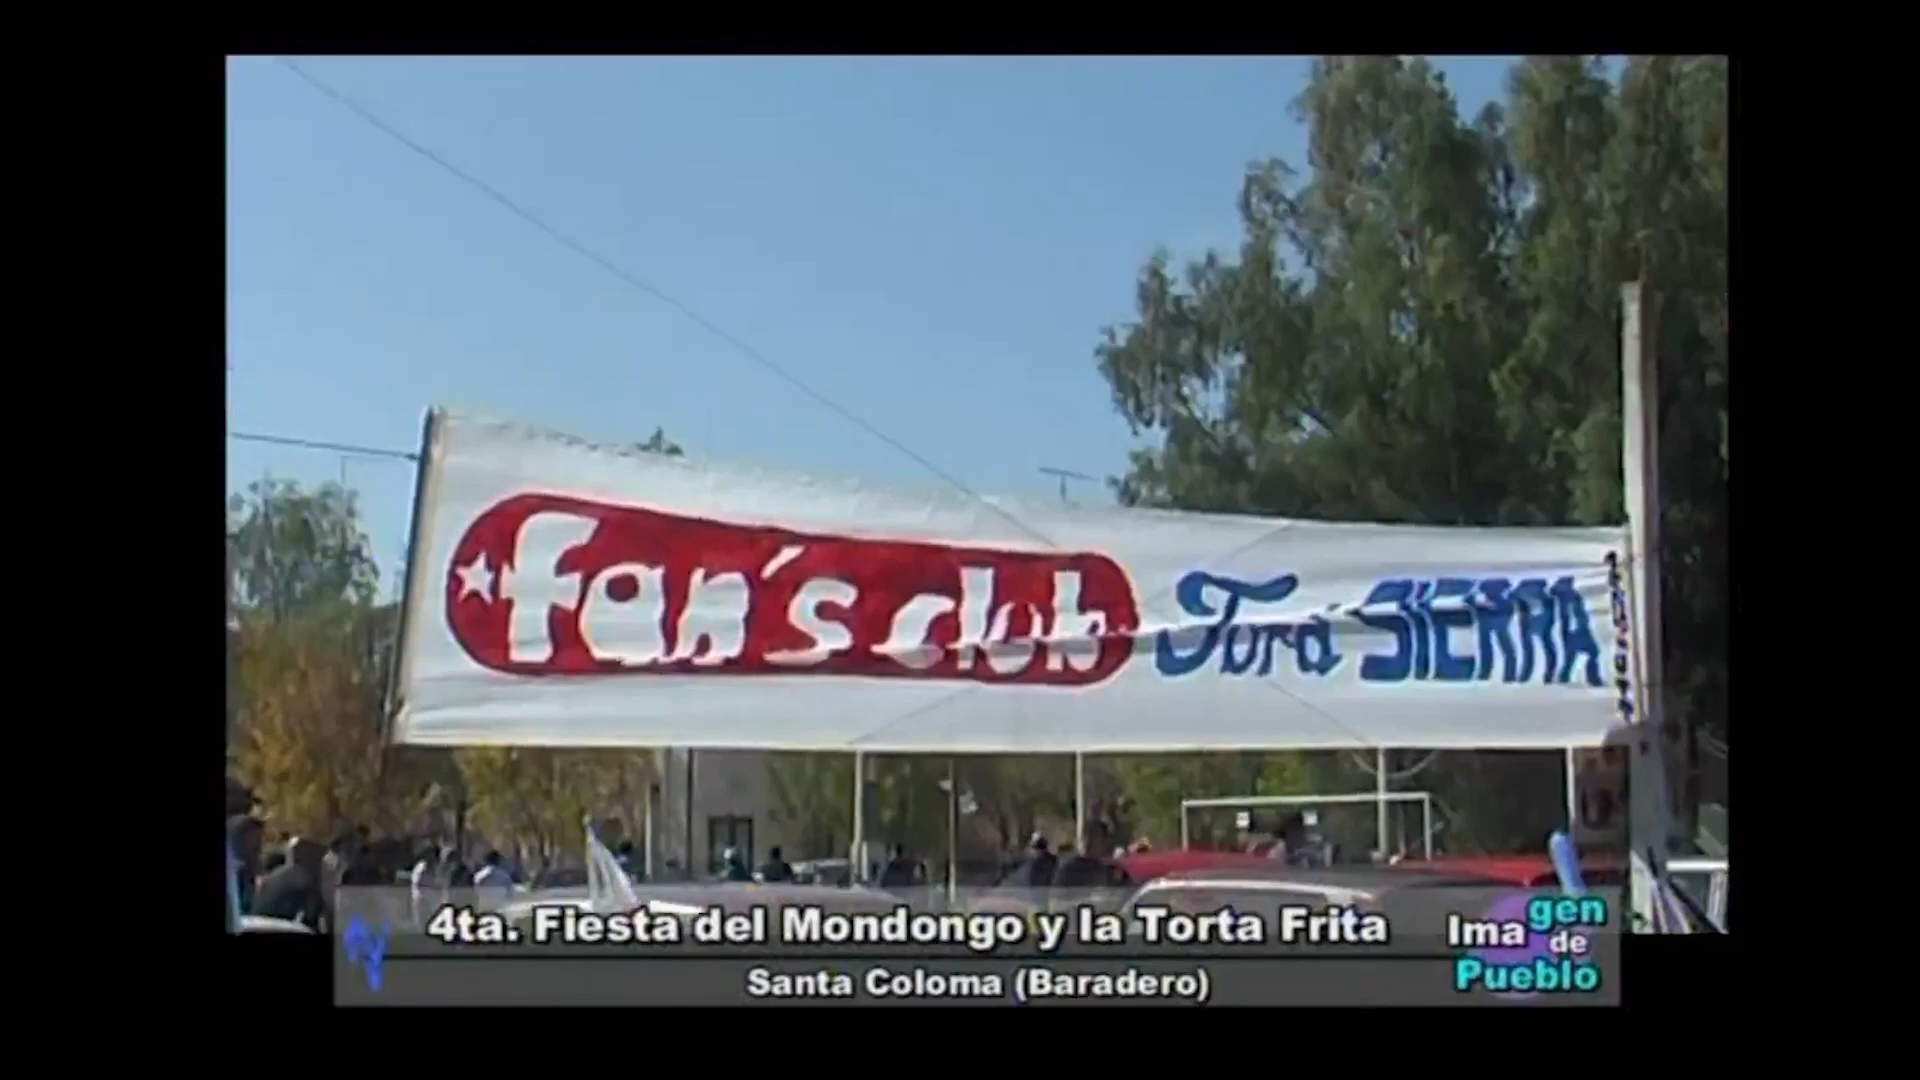 fan's club Ford SIERRA
4ta. Fiesta del Mondongo y la Torta Frita
Santa Coloma (Baradero)
Imagen
de
Pueblo